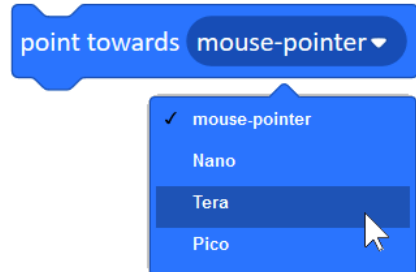 point towards mouse-pointer
mouse-pointer
Nano
Tera
Pico